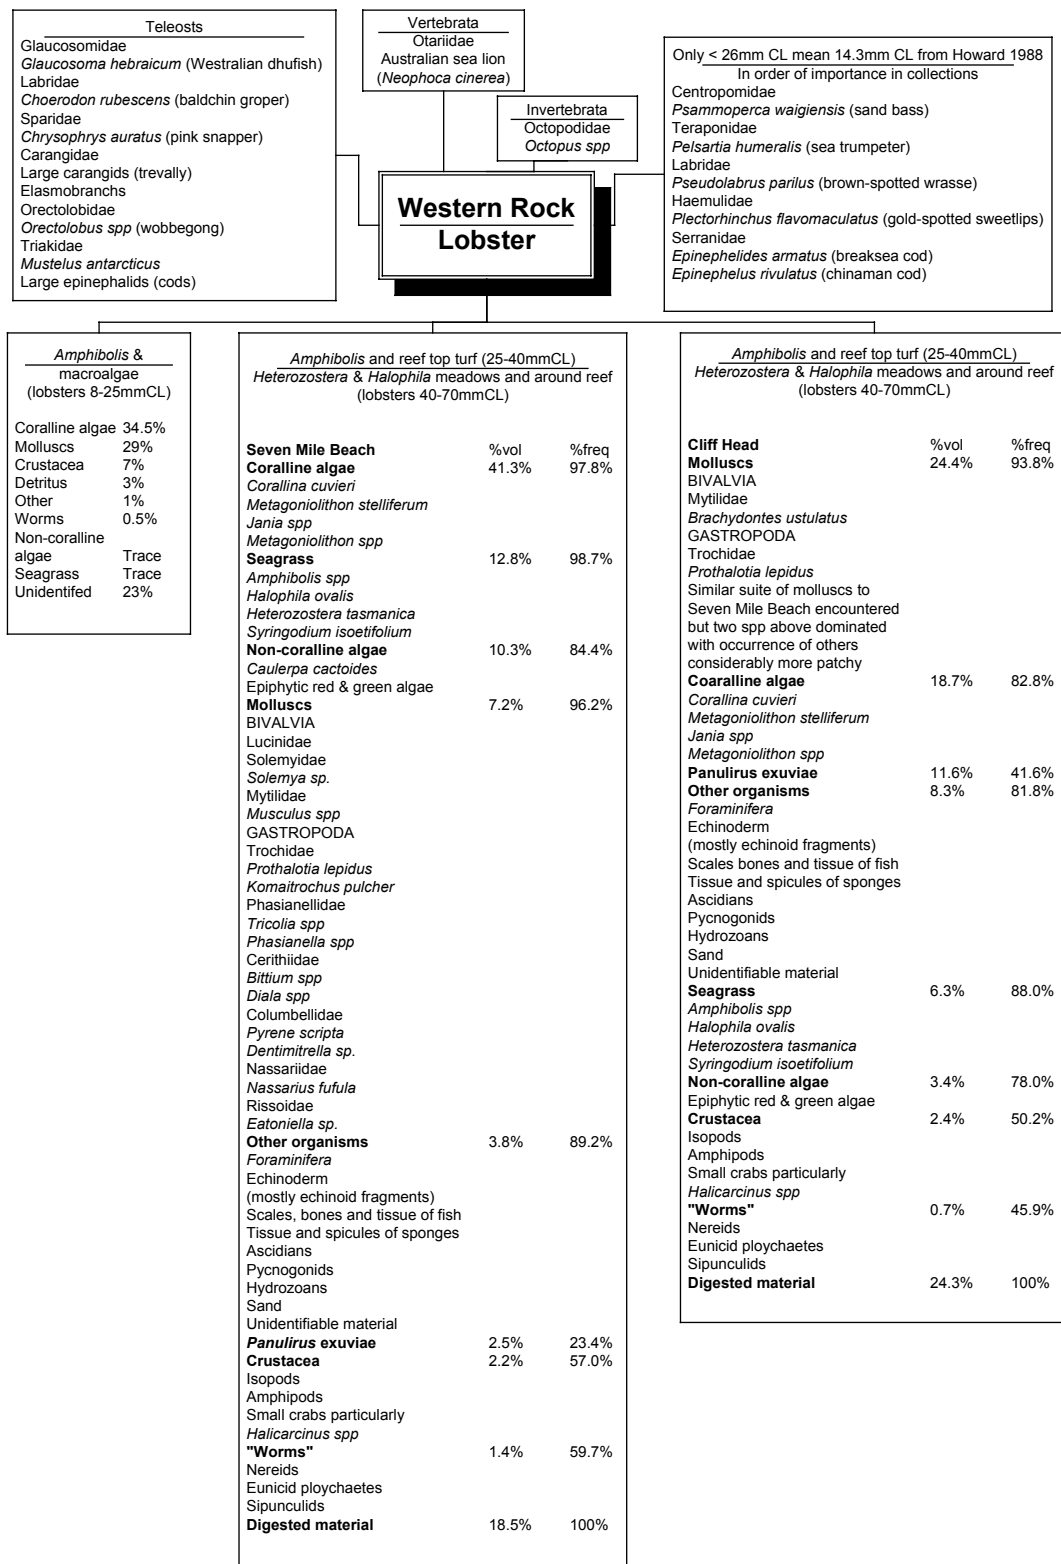 Teleosts
Glaucosomidae
Glaucosoma hebraicum (Westralian dhufish)
Labridae
Choerodon rubescens (baldchin groper)
Sparidae
Chrysophrys auratus (pink snapper)
Carangidae
Large carangids (trevally)
Elasmobranchs
Orectolobidae
Orectolobus spp (wobbegong)
Triakidae
Mustelus antarcticus
Large epinephalids (cods)
Vertebrata
Otariidae
Australian sea lion
(Neophoca cinerea)
Invertebrata
Octopodidae
Octopus spp
Only < 26mm CL mean 14.3mm CL from Howard 1988
In order of importance in collections
Centropomidae
Psammoperca waigiensis (sand bass)
Teraponidae
Pelsartia humeralis (sea trumpeter)
Labridae
Pseudolabrus parilus (brown-spotted wrasse)
Haemulidae
Plectorhinchus flavomaculatus (gold-spotted sweetlips)
Serranidae
Epinephelides armatus (breaksea cod)
Epinephelus rivulatus (chinaman cod)
Western Rock
Lobster
Amphibolis &
macroalgae
(lobsters 8-25mmCL)
Coralline algae 34.5%
Molluscs 29%
Crustacea 7%
Detritus 3%
Other 1%
Worms 0.5%
Non-coralline
algae Trace
Seagrass Trace
Unidentifed 23%
Amphibolis and reef top turf (25-40mmCL)
Heterozostera & Halophila meadows and around reef
(lobsters 40-70mmCL)
Seven Mile Beach %vol %freq
Coralline algae 41.3% 97.8%
Corallina cuvieri
Metagoniolithon stelliferum
Jania spp
Metagoniolithon spp
Seagrass 12.8% 98.7%
Amphibolis spp
Halophila ovalis
Heterozostera tasmanica
Syringodium isoetifolium
Non-coralline algae 10.3% 84.4%
Caulerpa cactoides
Epiphytic red & green algae
Molluscs 7.2% 96.2%
BIVALVIA
Lucinidae
Solemyidae
Solemya sp.
Mytilidae
Musculus spp
GASTROPODA
Trochidae
Prothalotia lepidus
Komaitrochus pulcher
Phasianellidae
Tricolia spp
Phasianella spp
Cerithiidae
Bittium spp
Diala spp
Columbellidae
Pyrene scripta
Dentimitrella sp.
Nassariidae
Nassarius fufula
Rissoidae
Eatoniella sp.
Other organisms 3.8% 89.2%
Foraminifera
Echinoderm
(mostly echinoid fragments)
Scales, bones and tissue of fish
Tissue and spicules of sponges
Ascidians
Pycnogonids
Hydrozoans
Sand
Unidentifiable material
Panulirus exuviae 2.5% 23.4%
Crustacea 2.2% 57.0%
Isopods
Amphipods
Small crabs particularly
Halicarcinus spp
"Worms" 1.4% 59.7%
Nereids
Eunicid ploychaetes
Sipunculids
Digested material 18.5% 100%
Amphibolis and reef top turf (25-40mmCL)
Heterozostera & Halophila meadows and around reef
(lobsters 40-70mmCL)
Cliff Head %vol %freq
Molluscs 24.4% 93.8%
BIVALVIA
Mytilidae
Brachydontes ustulatus
GASTROPODA
Trochidae
Prothalotia lepidus
Similar suite of molluscs to
Seven Mile Beach encountered
but two spp above dominated
with occurrence of others
considerably more patchy
Coaralline algae 18.7% 82.8%
Corallina cuvieri
Metagoniolithon stelliferum
Jania spp
Metagoniolithon spp
Panulirus exuviae 11.6% 41.6%
Other organisms 8.3% 81.8%
Foraminifera
Echinoderm
(mostly echinoid fragments)
Scales bones and tissue of fish
Tissue and spicules of sponges
Ascidians
Pycnogonids
Hydrozoans
Sand
Unidentifiable material
Seagrass 6.3% 88.0%
Amphibolis spp
Halophila ovalis
Heterozostera tasmanica
Syringodium isoetifolium
Non-coralline algae 3.4% 78.0%
Epiphytic red & green algae
Crustacea 2.4% 50.2%
Isopods
Amphipods
Small crabs particularly
Halicarcinus spp
"Worms" 0.7% 45.9%
Nereids
Eunicid ploychaetes
Sipunculids
Digested material 24.3% 100%